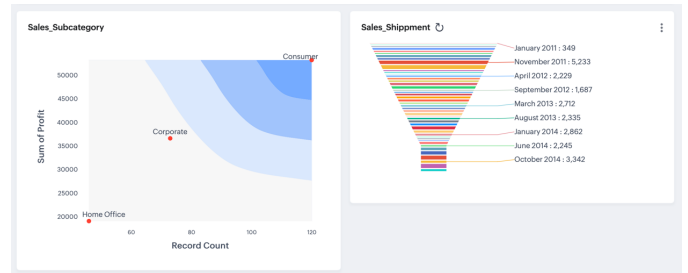 Sales_Subcategory
Consumer
50000
45000
40000
Corporate
35000
30000
25000
20000
Home Office
Sum of Profit
60
80
100
120
Record Count
Sales_Shippment
January 2011 : 349
November 2011 : 5,233
April 2012 : 2,229
September 2012 : 1,687
March 2013 : 2,712
August 2013 : 2,335
January 2014 : 2,862
June 2014 : 2,245
October 2014 : 3,342